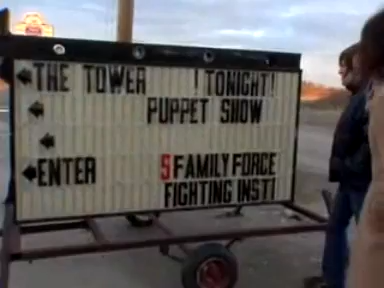 THE TOWER ! TONIGHT!
PUPPET SHOW
ENTER 5 FAMILY FORCE
FIGHTING INST!